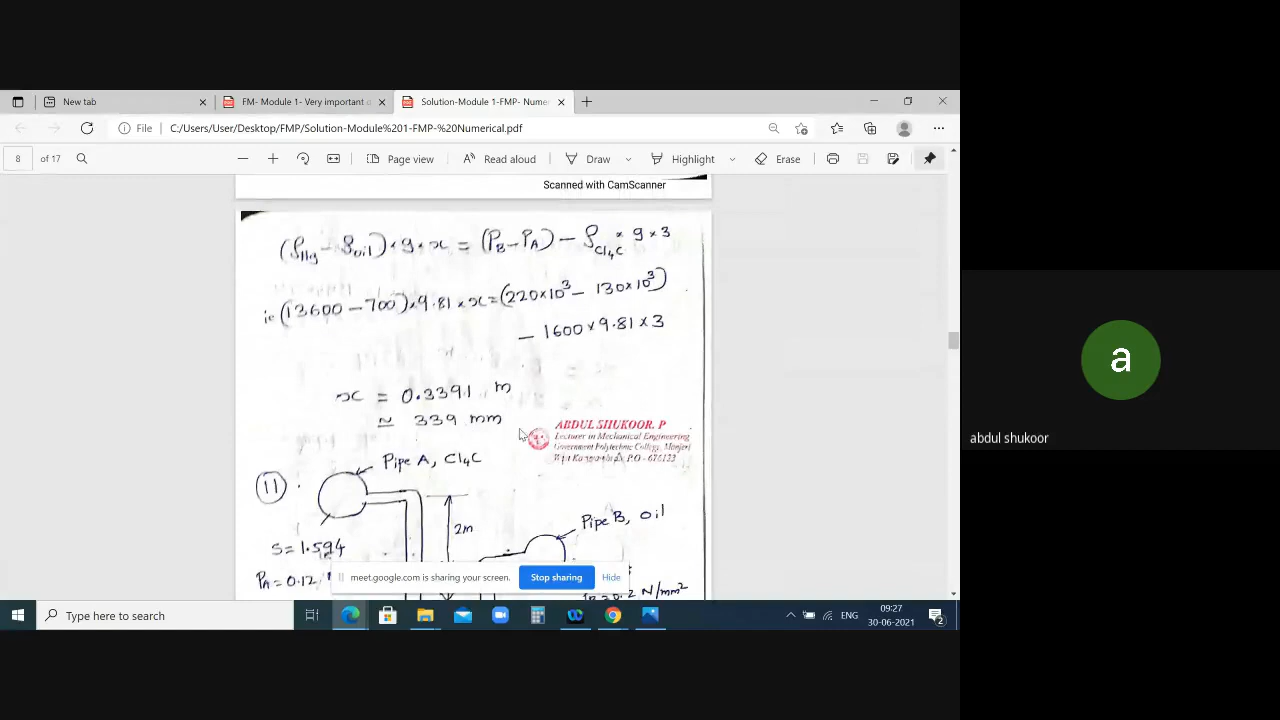 New tab
FM- Module 1- Very important
Solution-Module 1-FMP- Nume
File
C:/Users/User/Desktop/FMP/Solution-Module%201-FMP-%20Numerical.pdf
8 of 17
Page view
Read aloud
Draw
Highlight
Erase
Scanned with CamScanner
(ρHg − ρoil) × g × x = (PB − PA) − ρCl4C × g × 3
ie (13600 − 700) × 9.81 × x = (220×10³ − 130×10³)
− 1600 × 9.81 × 3
x = 0.3391 m
≃ 339 mm
ABDUL SHUKOOR. P
Lecturer in Mechanical Engineering
Government Polytechnic College, Manjeri
P.O - 676123
11
Pipe A, Cl4C
2m
Pipe B, Oil
S = 1.594
PA = 0.12
0.2 N/mm²
meet.google.com is sharing your screen.
Stop sharing
Hide
a
abdul shukoor
Type here to search
ENG
09:27
30-06-2021
2